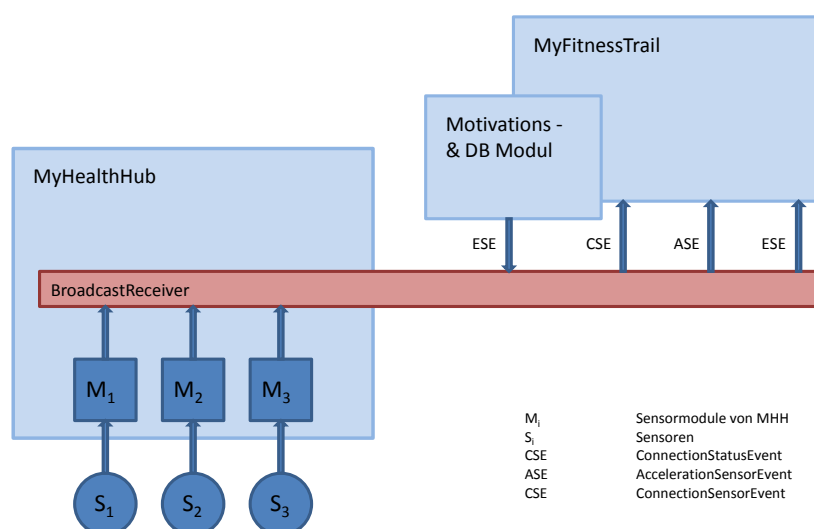 MyFitnessTrail
Motivations -
& DB Modul
MyHealthHub
ESE
CSE
ASE
ESE
BroadcastReceiver
M1
M2
M3
Mi Sensormodule von MHH
Si Sensoren
CSE ConnectionStatusEvent
ASE AccelerationSensorEvent
CSE ConnectionSensorEvent
S1
S2
S3